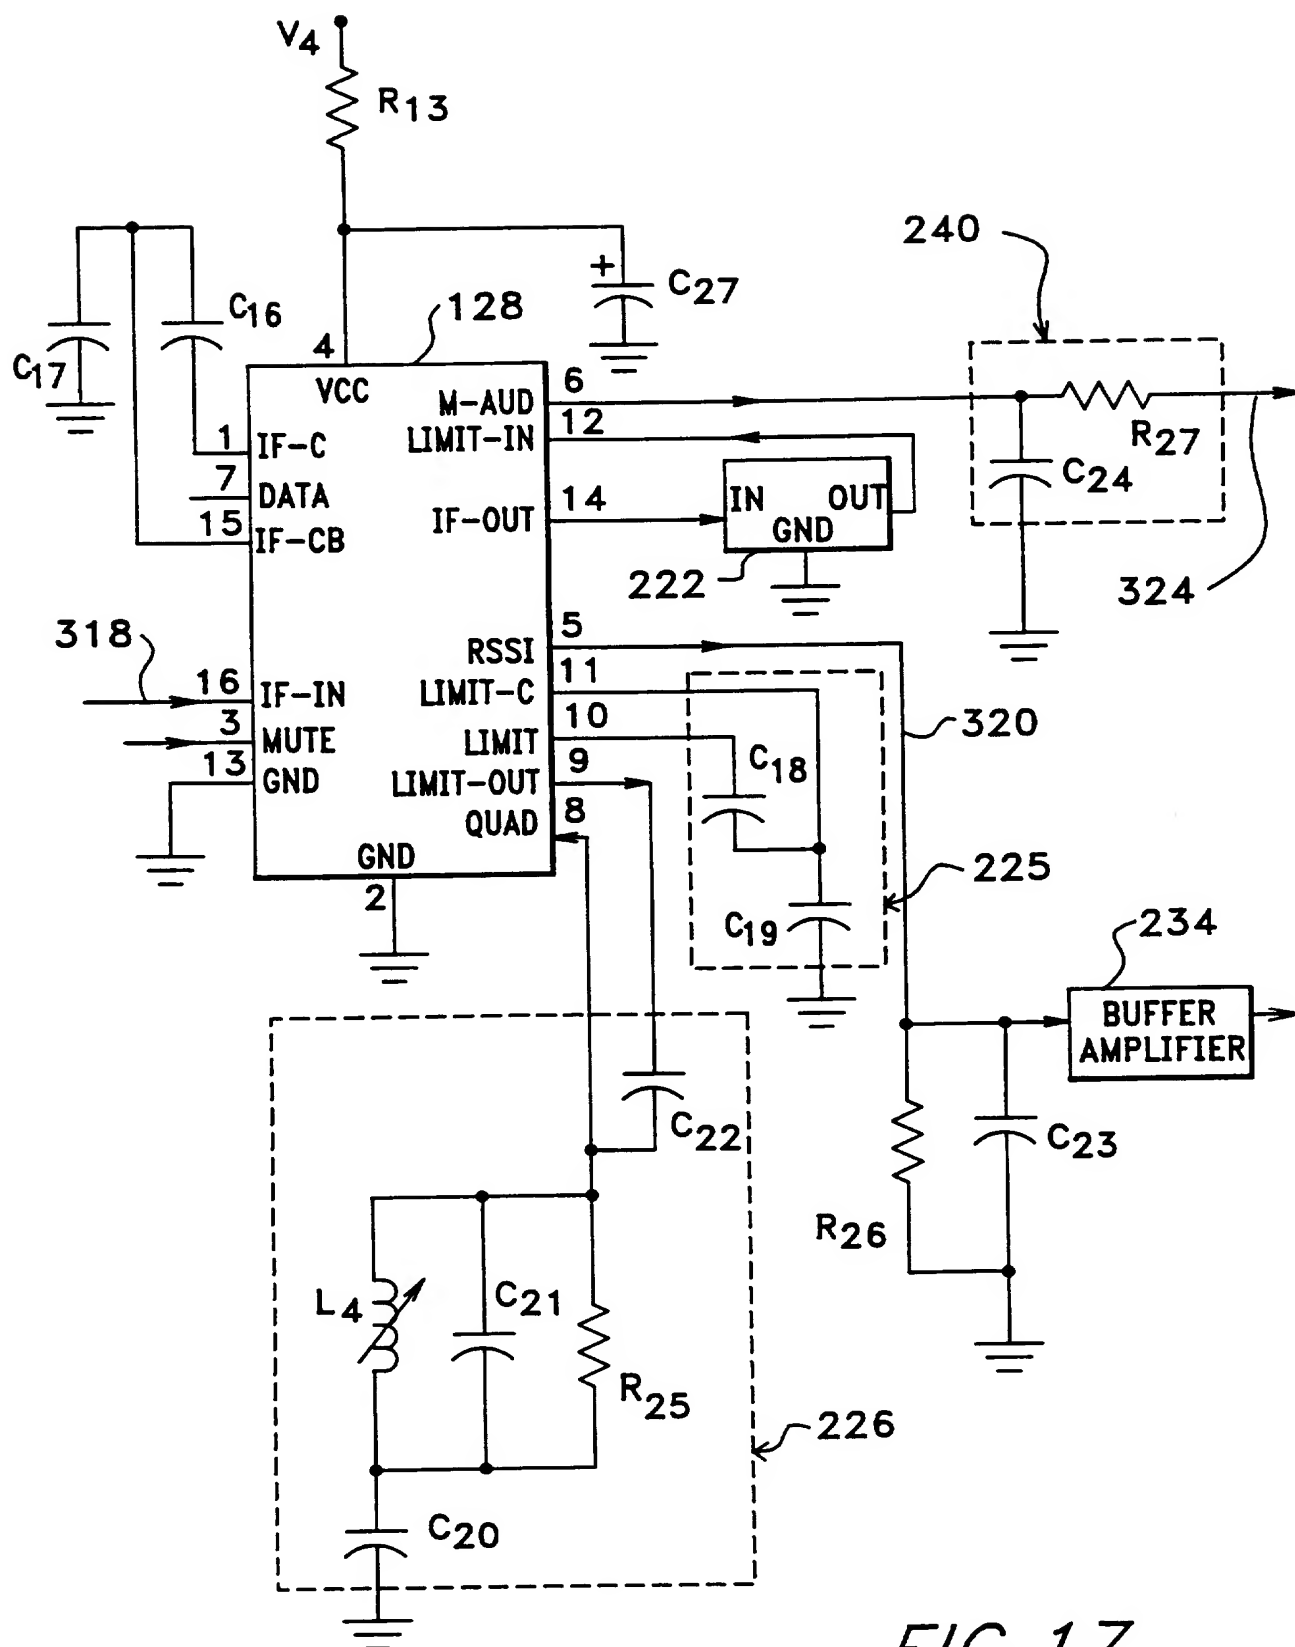 V4
R13
240
C27
C16
128
C17
4
VCC
6
M-AUD
12
LIMIT-IN
R27
C24
1
IF-C
7
DATA
15
IF-CB
14
IF-OUT
IN OUT
GND
222
324
318
5
RSSI
11
LIMIT-C
16
IF-IN
10
LIMIT
320
3
MUTE
C18
9
LIMIT-OUT
13
GND
8
QUAD
GND
2
225
C19
234
BUFFER
AMPLIFIER
C22
C23
R26
L4
C21
R25
226
C20
FIG. 17